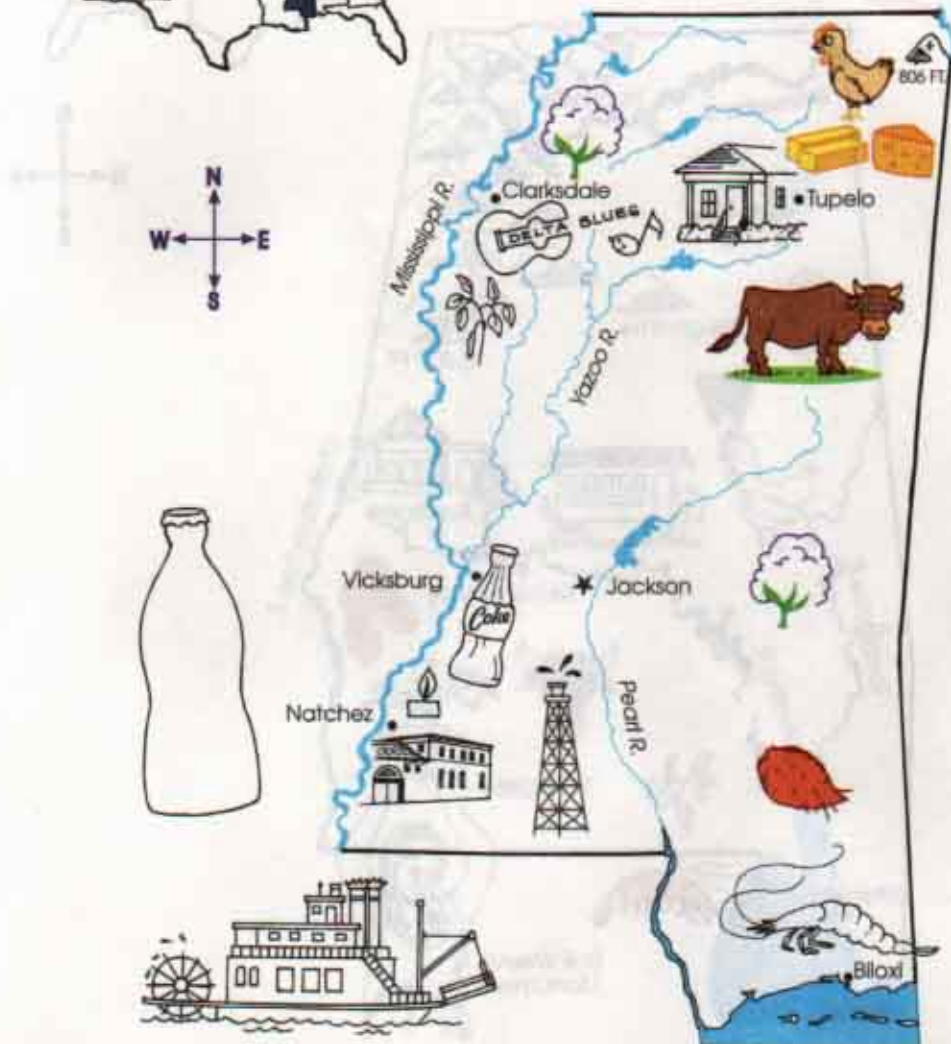 806 FT.
N
W E
S
Mississippi R.
Clarksdale
DELTA BLUES
Tupelo
Yazoo R.
Vicksburg
Coke
Jackson
Natchez
Pearl R.
Biloxi